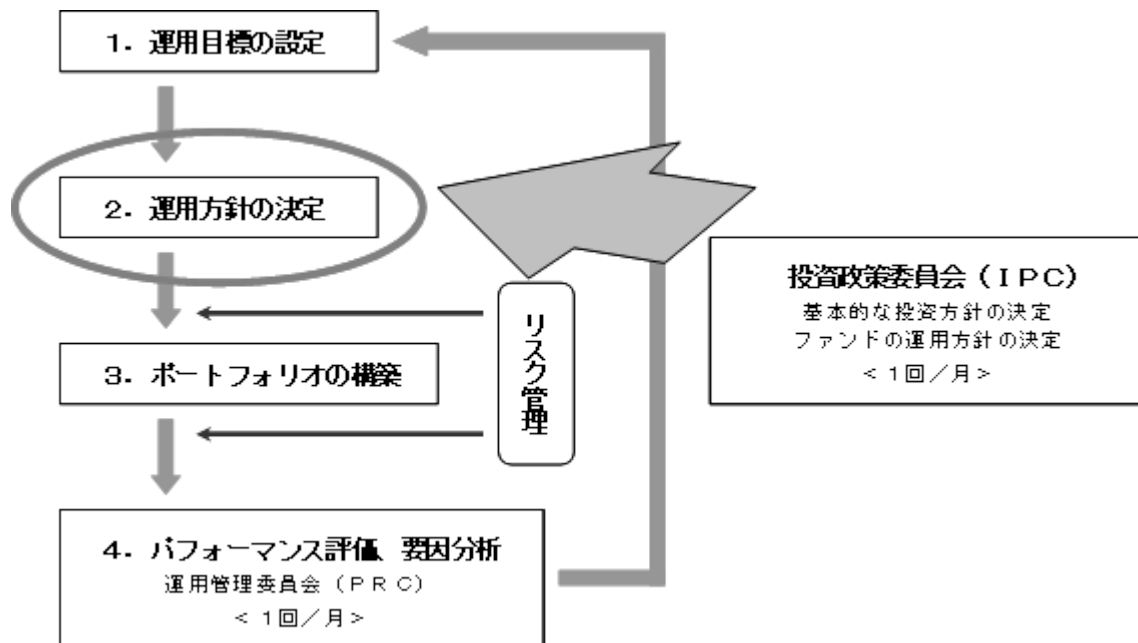 １．運用目標の設定
２．運用方針の決定
投資政策委員会（ＩＰＣ）
基本的な投資方針の決定
ファンドの運用方針の決定
＜１回／月＞
リスク管理
３．ポートフォリオの構築
４．パフォーマンス評価、要因分析
運用管理委員会（ＰＲＣ）
＜１回／月＞